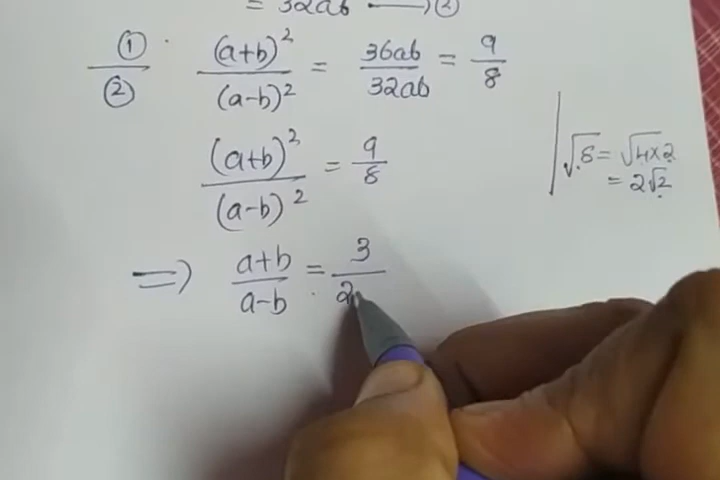 = 32ab ⟶ ②
①/② (a+b)²/(a-b)² = 36ab/32ab = 9/8
(a+b)²/(a-b)² = 9/8
√8 = √4×2
= 2√2
⇒ a+b/a-b = 3/2